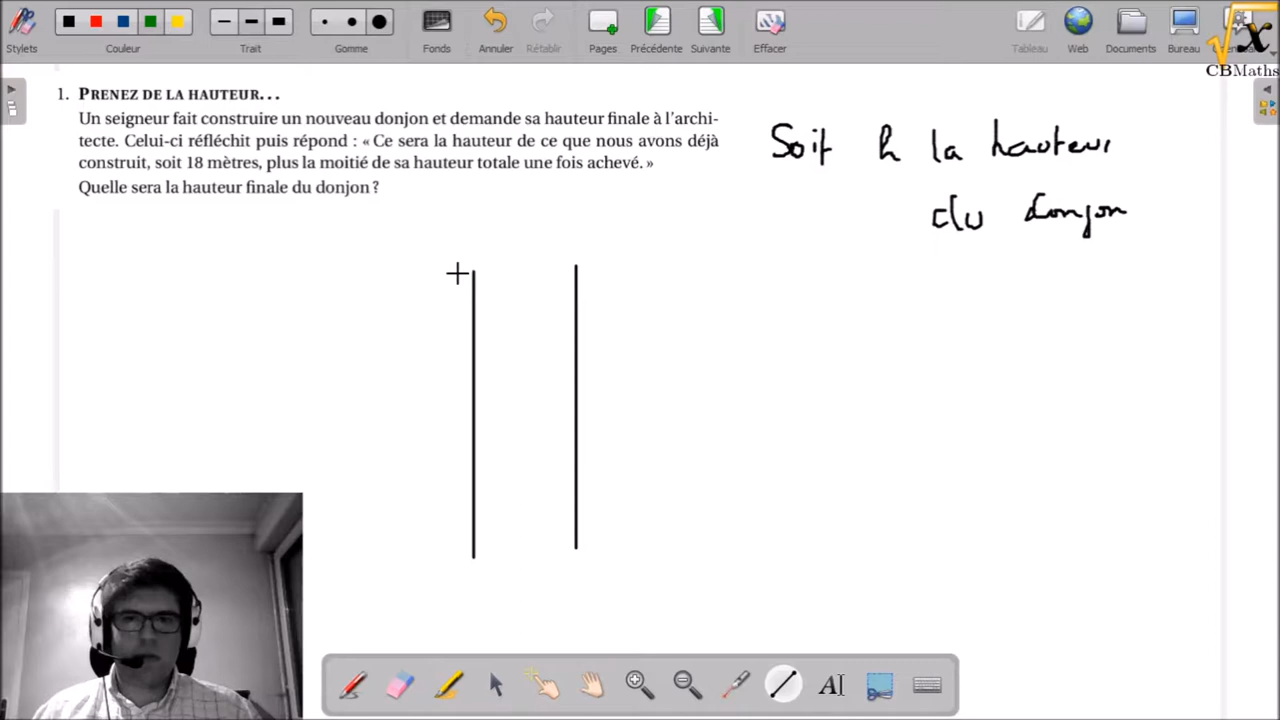 Stylets
Couleur
Trait
Gomme
Fonds
Annuler
Rétablir
Pages
Précédente
Suivante
Effacer
Tableau
Web
Documents
Bureau
CBMaths
1. PRENEZ DE LA HAUTEUR...
Un seigneur fait construire un nouveau donjon et demande sa hauteur finale à l'archi-
tecte. Celui-ci réfléchit puis répond : « Ce sera la hauteur de ce que nous avons déjà
construit, soit 18 mètres, plus la moitié de sa hauteur totale une fois achevé. »
Quelle sera la hauteur finale du donjon ?
Soit h la hauteur
du donjon
AI